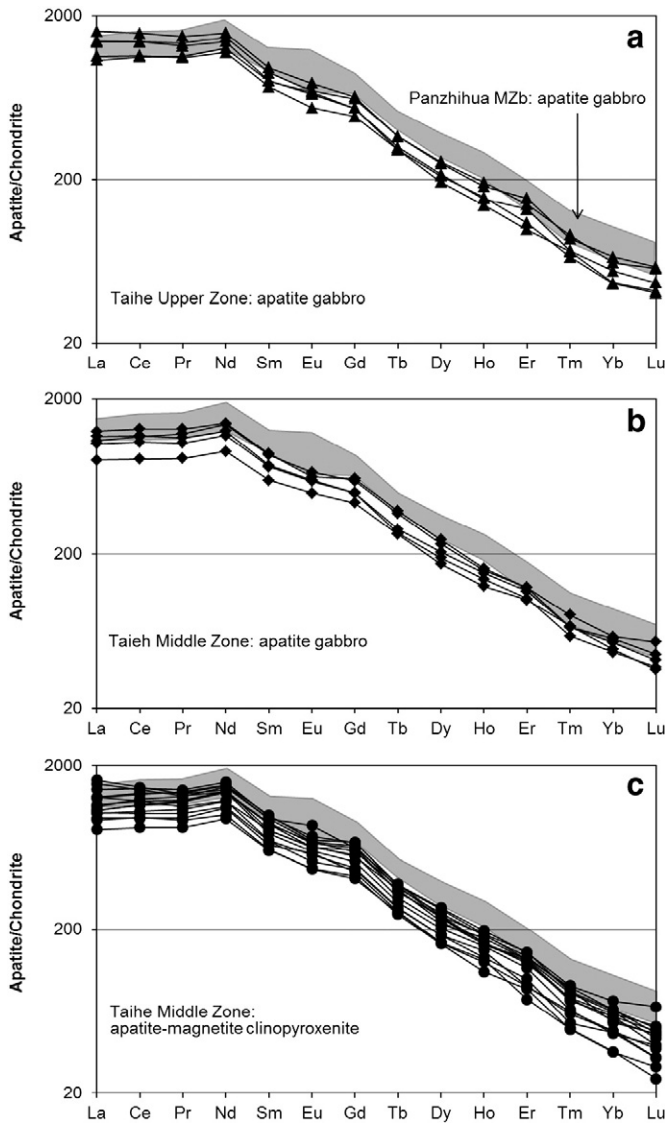 2000
a
Panzhihua MZb: apatite gabbro
Apatite/Chondrite
200
Taihe Upper Zone: apatite gabbro
20
La Ce Pr Nd Sm Eu Gd Tb Dy Ho Er Tm Yb Lu
2000
b
Apatite/Chondrite
200
Taieh Middle Zone: apatite gabbro
20
La Ce Pr Nd Sm Eu Gd Tb Dy Ho Er Tm Yb Lu
2000
c
Apatite/Chondrite
200
Taihe Middle Zone:
apatite-magnetite clinopyroxenite
20
La Ce Pr Nd Sm Eu Gd Tb Dy Ho Er Tm Yb Lu